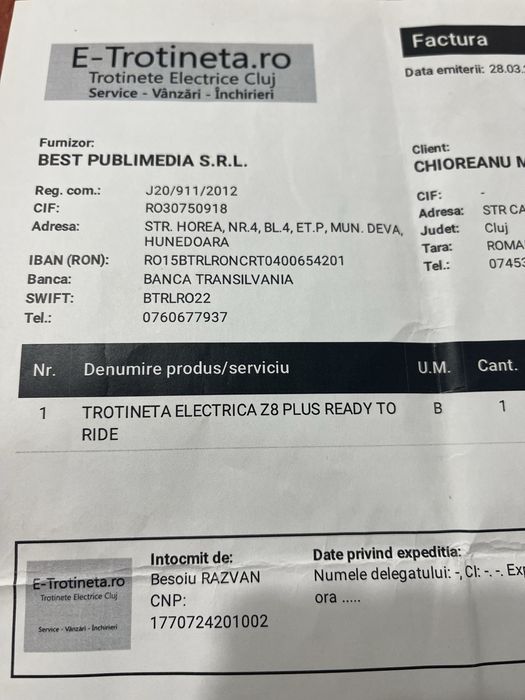 E-Trotineta.ro
Trotinete Electrice Cluj
Service - Vânzări - Închirieri
Factura
Data emiterii: 28.03.
Furnizor:
BEST PUBLIMEDIA S.R.L.
Reg. com.: J20/911/2012
CIF: RO30750918
Adresa: STR. HOREA, NR.4, BL.4, ET.P, MUN. DEVA,
HUNEDOARA
IBAN (RON): RO15BTRLRONCRT0400654201
Banca: BANCA TRANSILVANIA
SWIFT: BTRLRO22
Tel.: 0760677937
Client:
CHIOREANU M
CIF: -
Adresa: STR CA
Judet: Cluj
Tara: ROMA
Tel.: 07453
Nr. Denumire produs/serviciu U.M. Cant.
1 TROTINETA ELECTRICA Z8 PLUS READY TO B 1
RIDE
E-Trotineta.ro
Trotinete Electrice Cluj
Service - Vânzări - Închirieri
Intocmit de:
Besoiu RAZVAN
CNP:
1770724201002
Date privind expeditia:
Numele delegatului: -, CI: -. -. Exp
ora .....